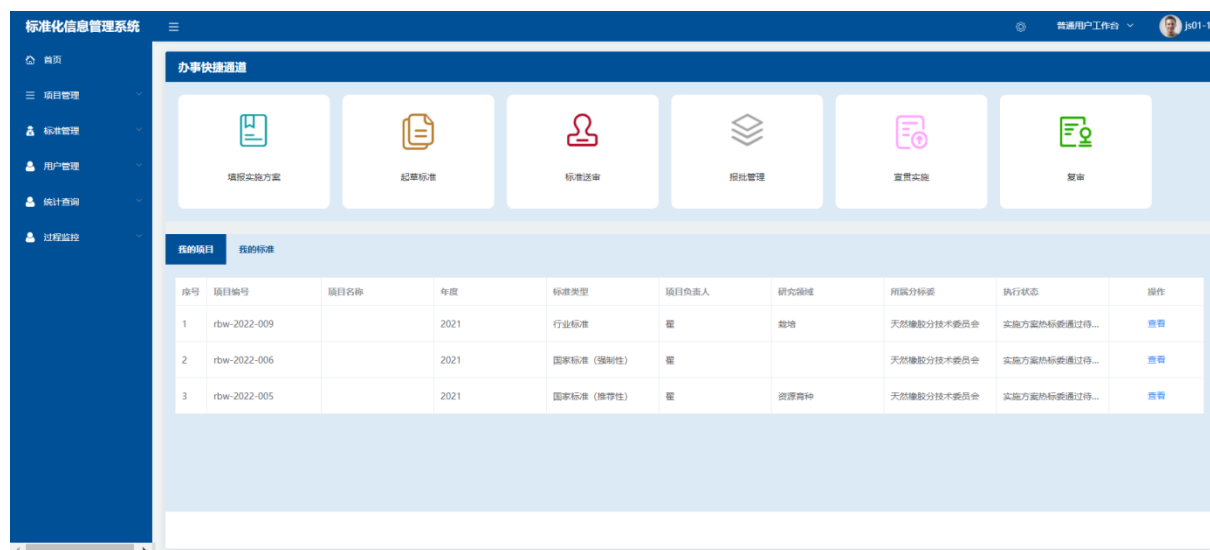 标准化信息管理系统
普通用户工作台
js01-1
首页
项目管理
标准管理
用户管理
统计查询
过程监控
办事快捷通道
填报实施方案 起草标准 标准送审 报批管理 宣贯实施 复审
我的项目 我的标准
序号 项目编号 项目名称 年度 标准类型 项目负责人 研究领域 所属分标委 执行状态 操作
1 rbw-2022-009 2021 行业标准 翟 栽培 天然橡胶分技术委员会 实施方案热标委通过待... 查看
2 rbw-2022-006 2021 国家标准（强制性） 翟 天然橡胶分技术委员会 实施方案热标委通过待... 查看
3 rbw-2022-005 2021 国家标准（推荐性） 翟 资源育种 天然橡胶分技术委员会 实施方案热标委通过待... 查看